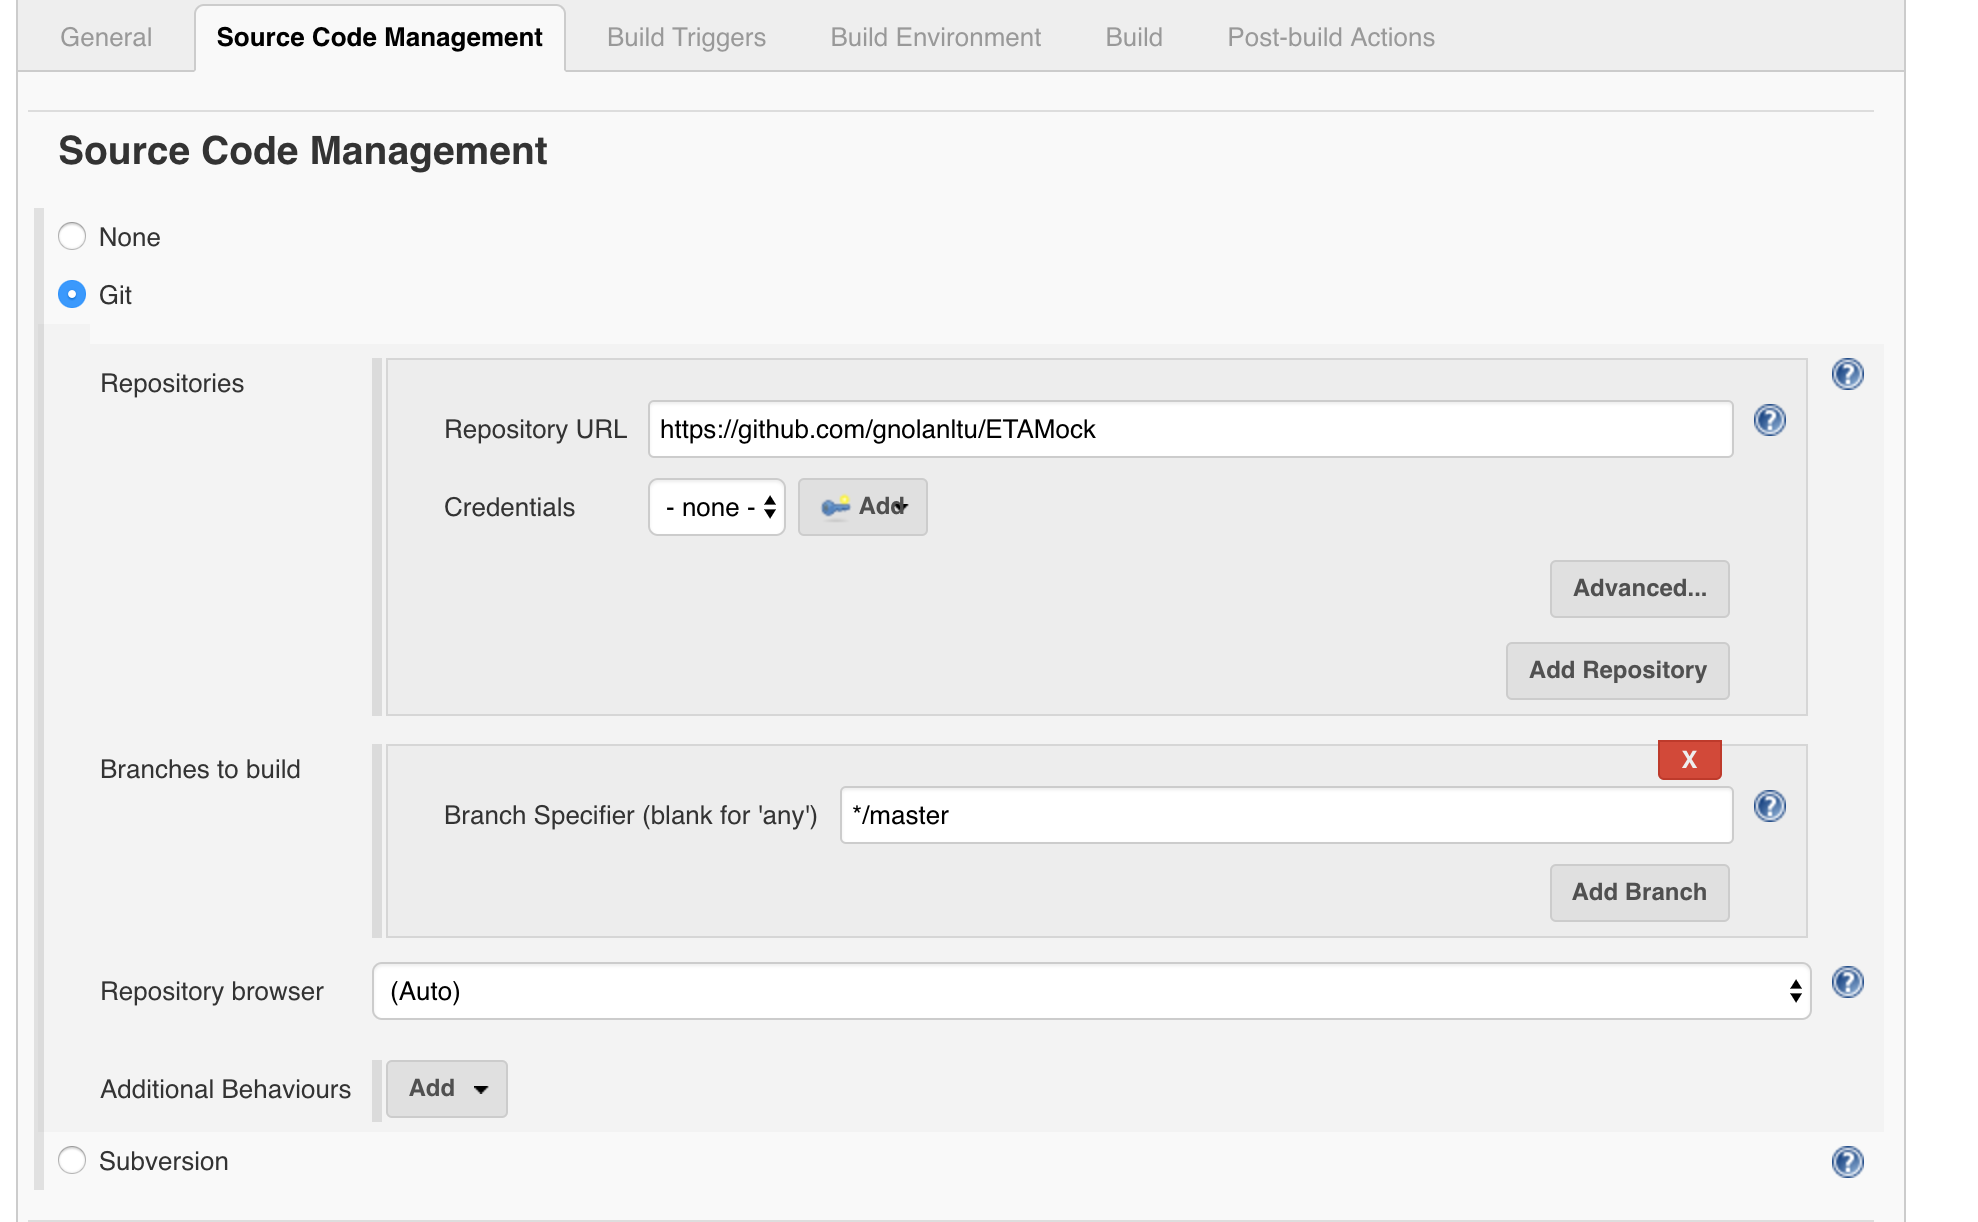 General Source Code Management Build Triggers Build Environment Build Post-build Actions
Source Code Management
None
Git
Repositories
Repository URL https://github.com/gnolanltu/ETAMock
Credentials - none - Add
Advanced...
Add Repository
Branches to build
X
Branch Specifier (blank for 'any') */master
Add Branch
Repository browser (Auto)
Additional Behaviours Add
Subversion